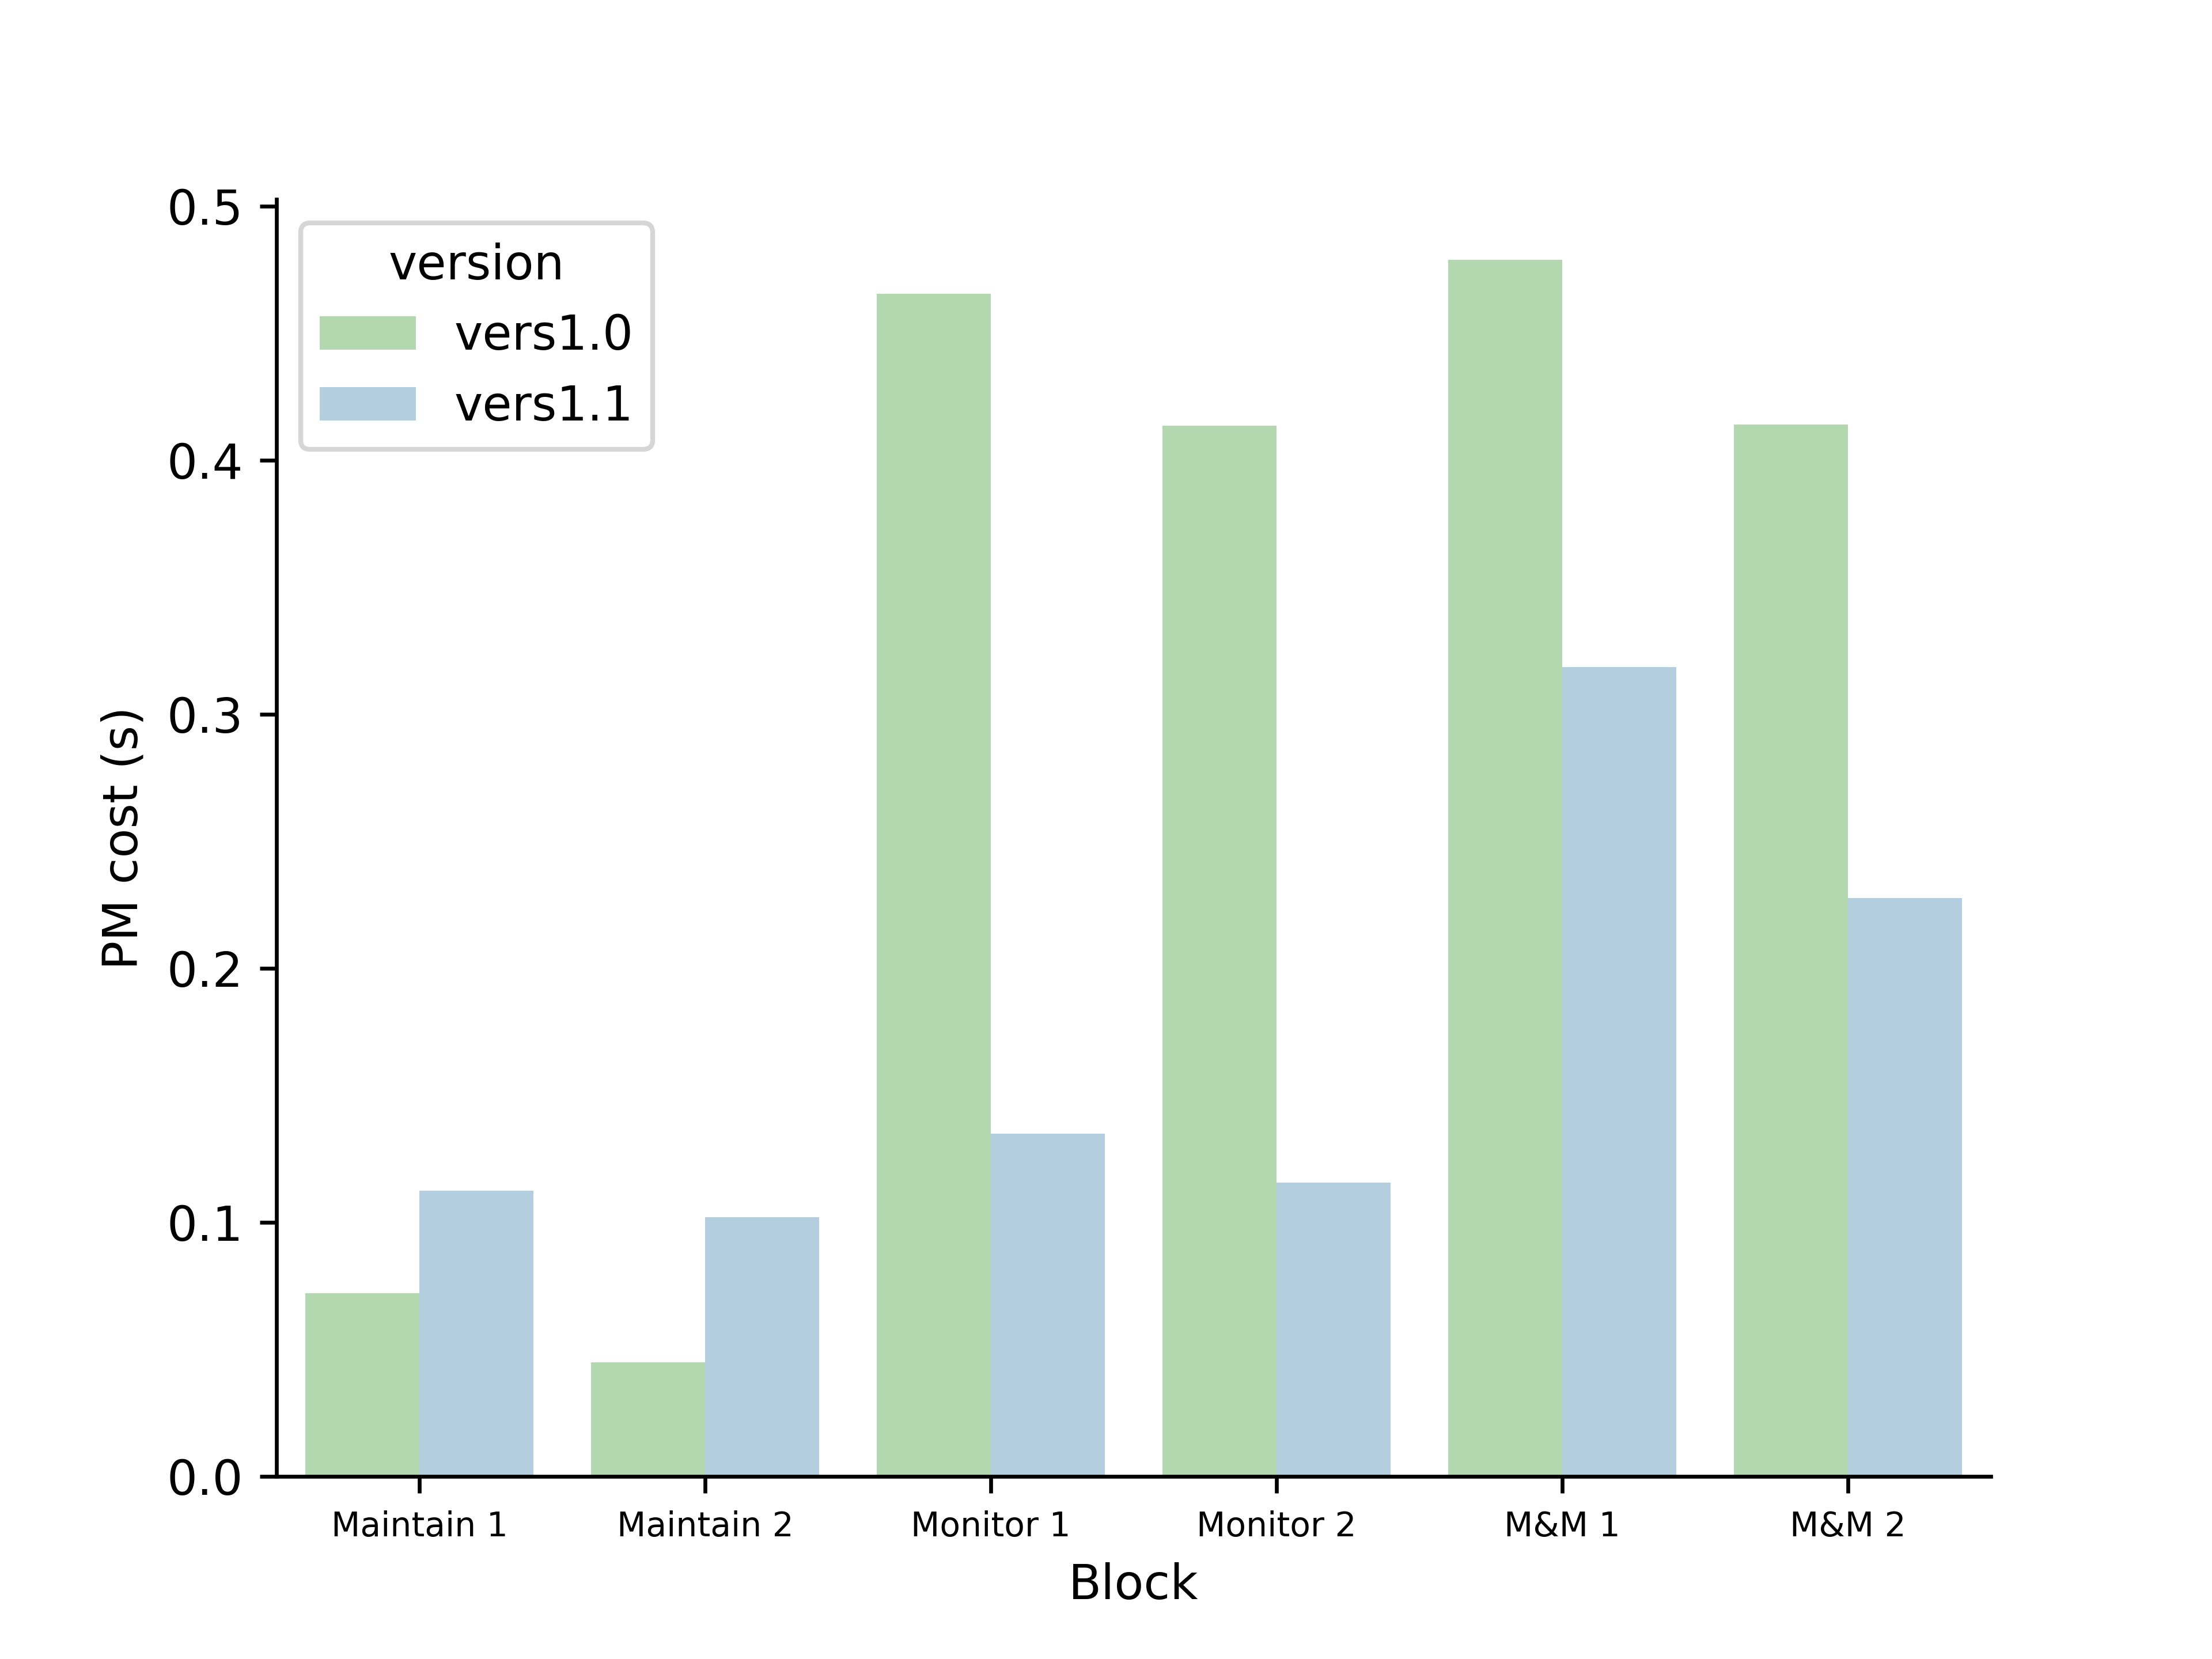 0.5
version
vers1.0
vers1.1
0.4
0.3
PM cost (s)
0.2
0.1
0.0
Maintain 1 Maintain 2 Monitor 1 Monitor 2 M&M 1 M&M 2
Block